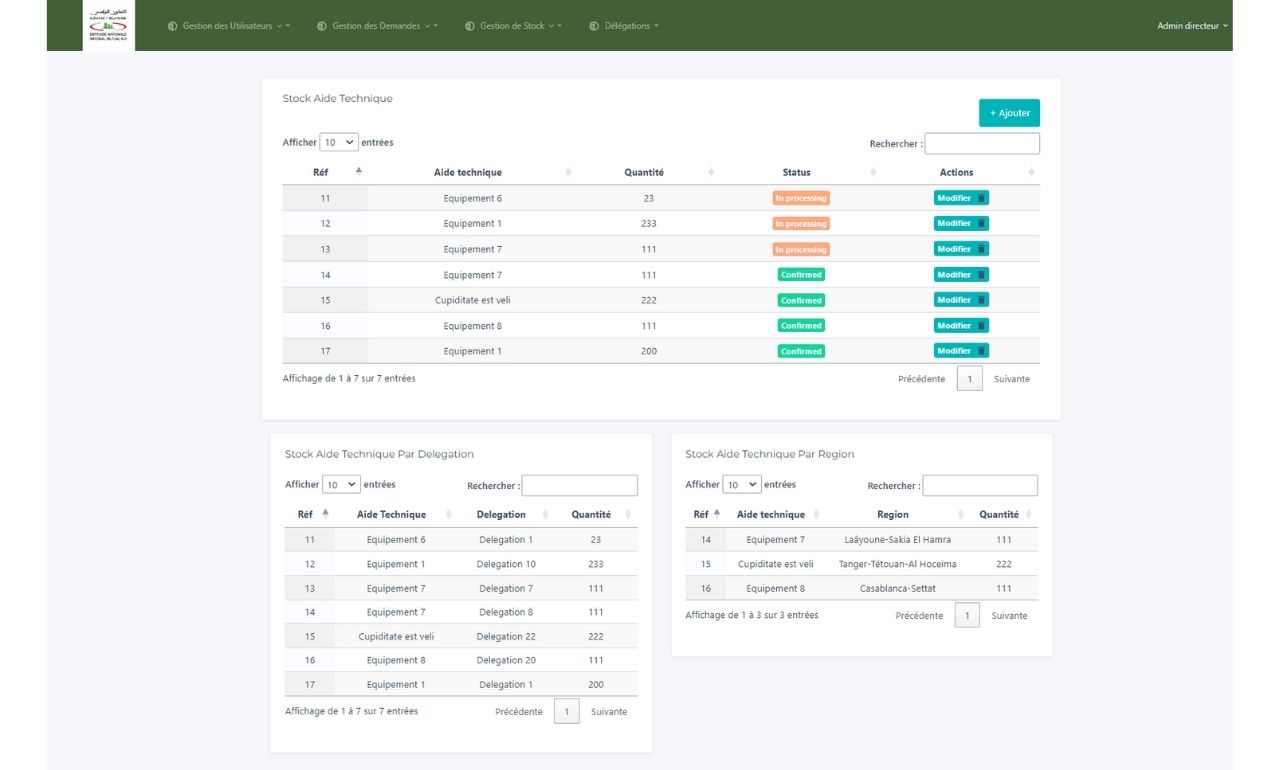 التعاون الوطني
ENTRAIDE NATIONALE
NATIONAL MUTUAL AID
Gestion des Utilisateurs Gestion des Demandes Gestion de Stock Délégations Admin directeur
Stock Aide Technique
+ Ajouter
Afficher 10 entrées Rechercher :
Réf Aide technique Quantité Status Actions
11 Equipement 6 23 In processing Modifier
12 Equipement 1 233 In processing Modifier
13 Equipement 7 111 In processing Modifier
14 Equipement 7 111 Confirmed Modifier
15 Cupiditate est veli 222 Confirmed Modifier
16 Equipement 8 111 Confirmed Modifier
17 Equipement 1 200 Confirmed Modifier
Affichage de 1 à 7 sur 7 entrées Précédente 1 Suivante
Stock Aide Technique Par Delegation
Afficher 10 entrées Rechercher :
Réf Aide Technique Delegation Quantité
11 Equipement 6 Delegation 1 23
12 Equipement 1 Delegation 10 233
13 Equipement 7 Delegation 7 111
14 Equipement 7 Delegation 8 111
15 Cupiditate est veli Delegation 22 222
16 Equipement 8 Delegation 20 111
17 Equipement 1 Delegation 1 200
Affichage de 1 à 7 sur 7 entrées Précédente 1 Suivante
Stock Aide Technique Par Region
Afficher 10 entrées Rechercher :
Réf Aide technique Region Quantité
14 Equipement 7 Laâyoune-Sakia El Hamra 111
15 Cupiditate est veli Tanger-Tétouan-Al Hoceïma 222
16 Equipement 8 Casablanca-Settat 111
Affichage de 1 à 3 sur 3 entrées Précédente 1 Suivante